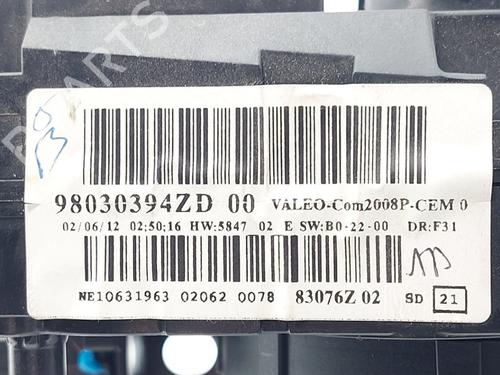 98030394ZD 00 VALEO-Com2008P-CEM 0
02/06/12 02:50:16 HW:5847 02 E SW:B0-22-00 DR:F31
NE10631963 02062 0078 83076Z 02 SD 21